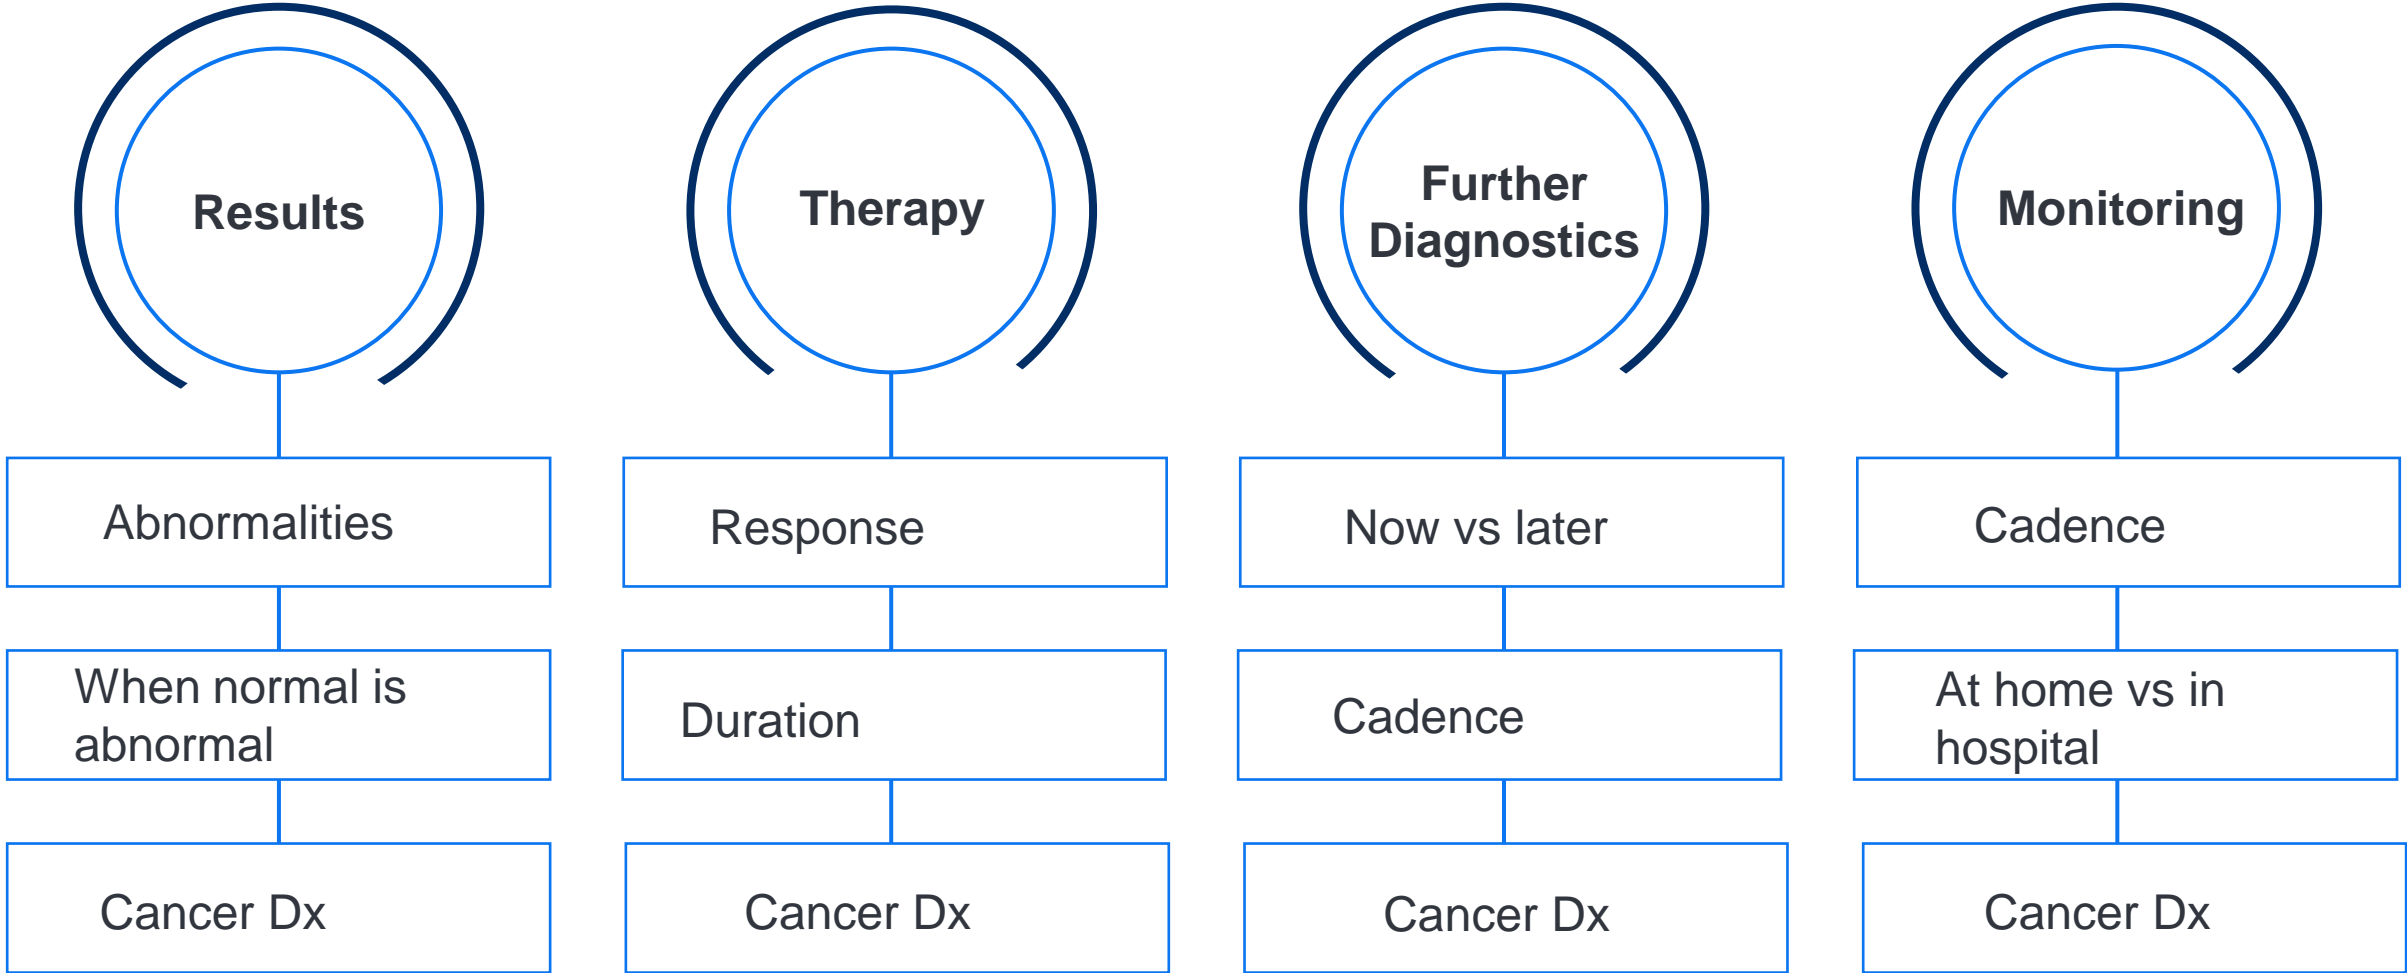 Results
Therapy
Further
Diagnostics
Monitoring
Abnormalities
Response
Now vs later
Cadence
When normal is
abnormal
Duration
Cadence
At home vs in
hospital
Cancer Dx
Cancer Dx
Cancer Dx
Cancer Dx